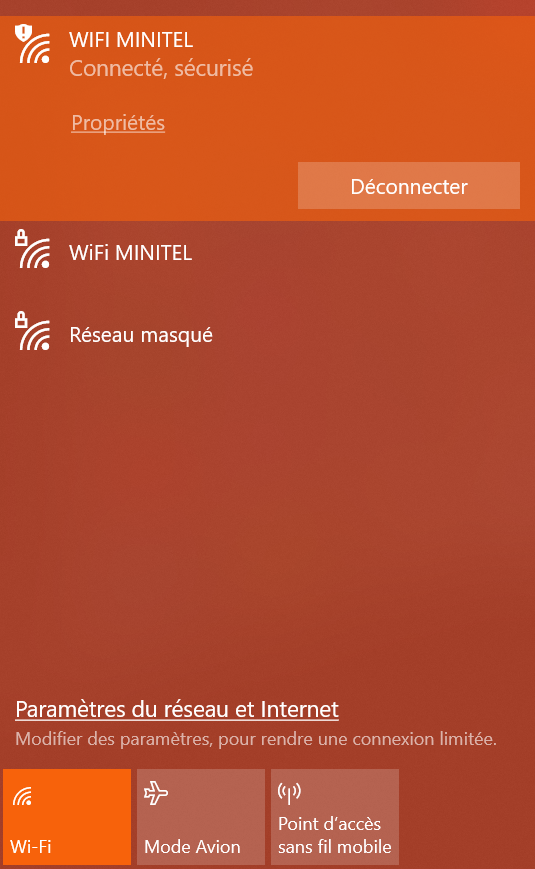 WIFI MINITEL
Connecté, sécurisé
Propriétés
Déconnecter
WiFi MINITEL
Réseau masqué
Paramètres du réseau et Internet
Modifier des paramètres, pour rendre une connexion limitée.
Wi-Fi
Mode Avion
Point d'accès
sans fil mobile